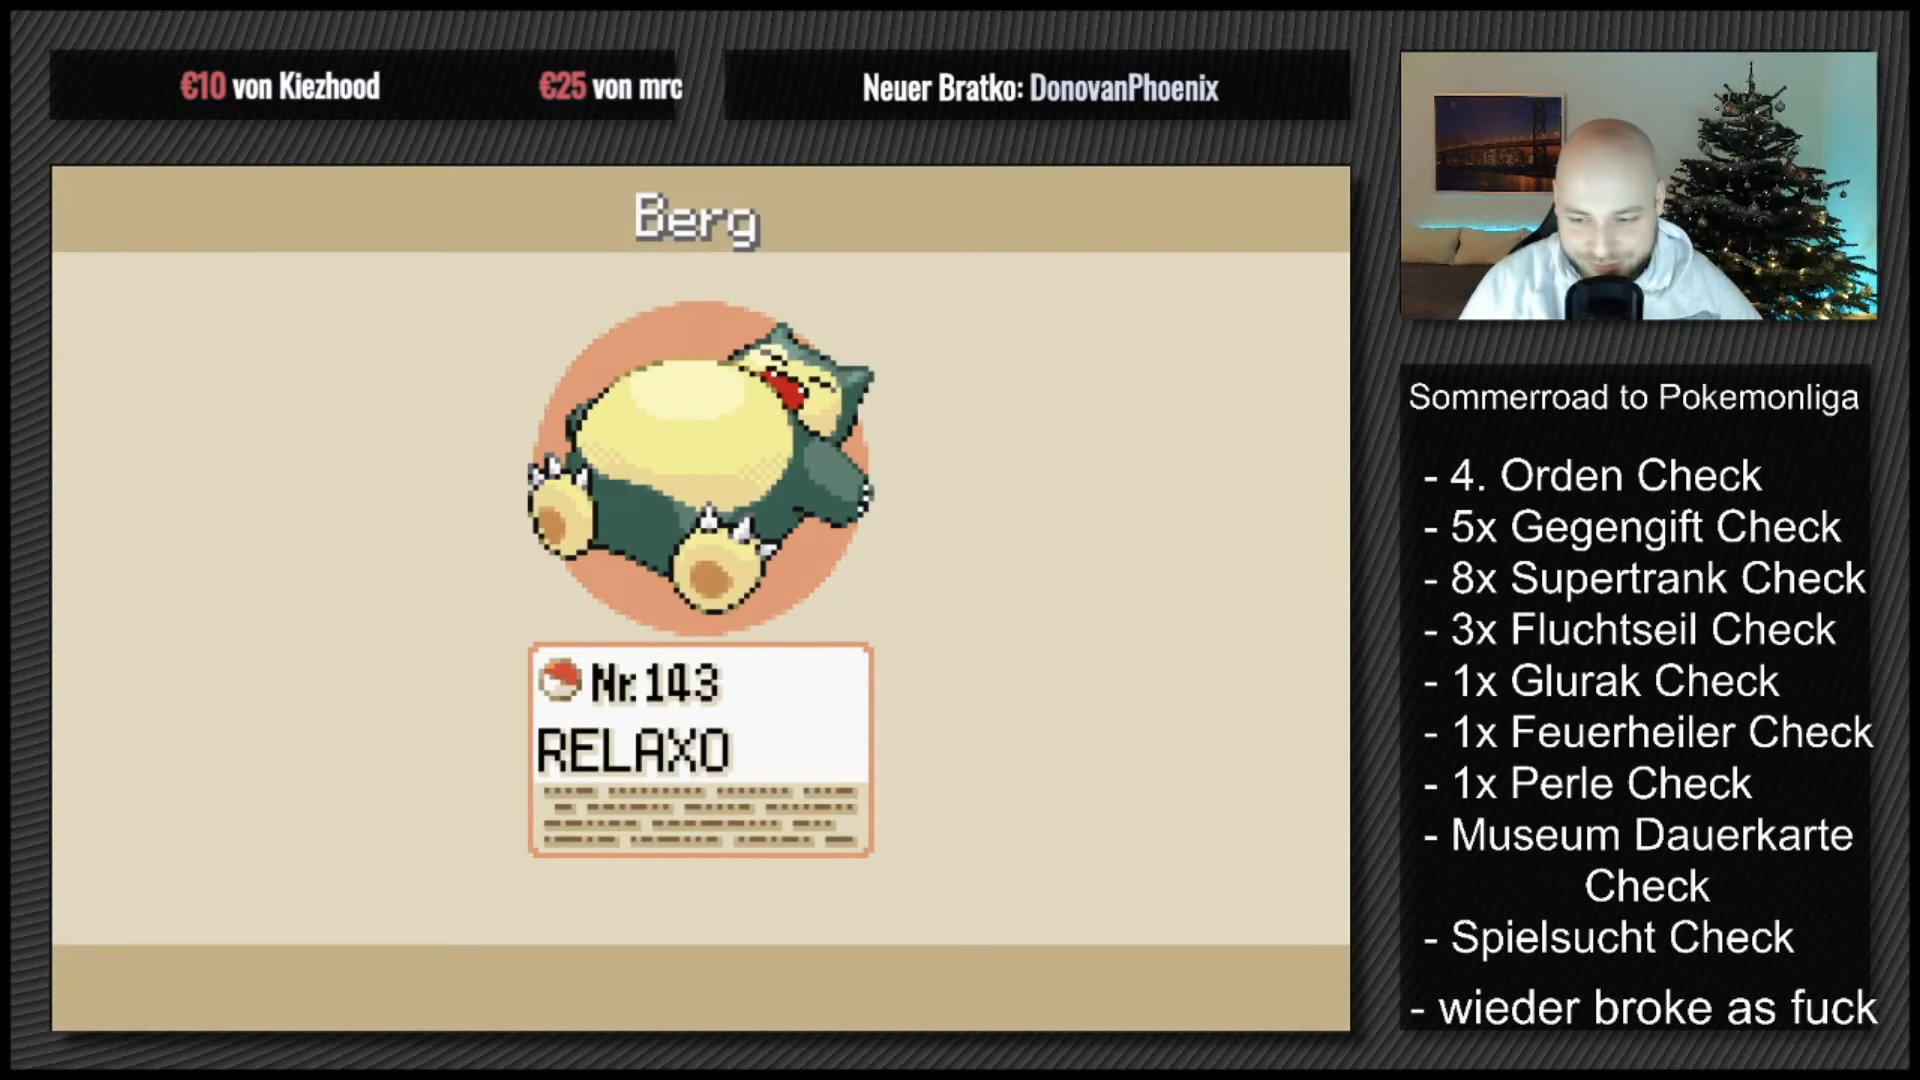 €10 von Kiezhood €25 von mrc
Neuer Bratko: DonovanPhoenix
Berg
Nr.143
RELAXO
Sommerroad to Pokemonliga
- 4. Orden Check
- 5x Gegengift Check
- 8x Supertrank Check
- 3x Fluchtseil Check
- 1x Glurak Check
- 1x Feuerheiler Check
- 1x Perle Check
- Museum Dauerkarte
Check
- Spielsucht Check
- wieder broke as fuck